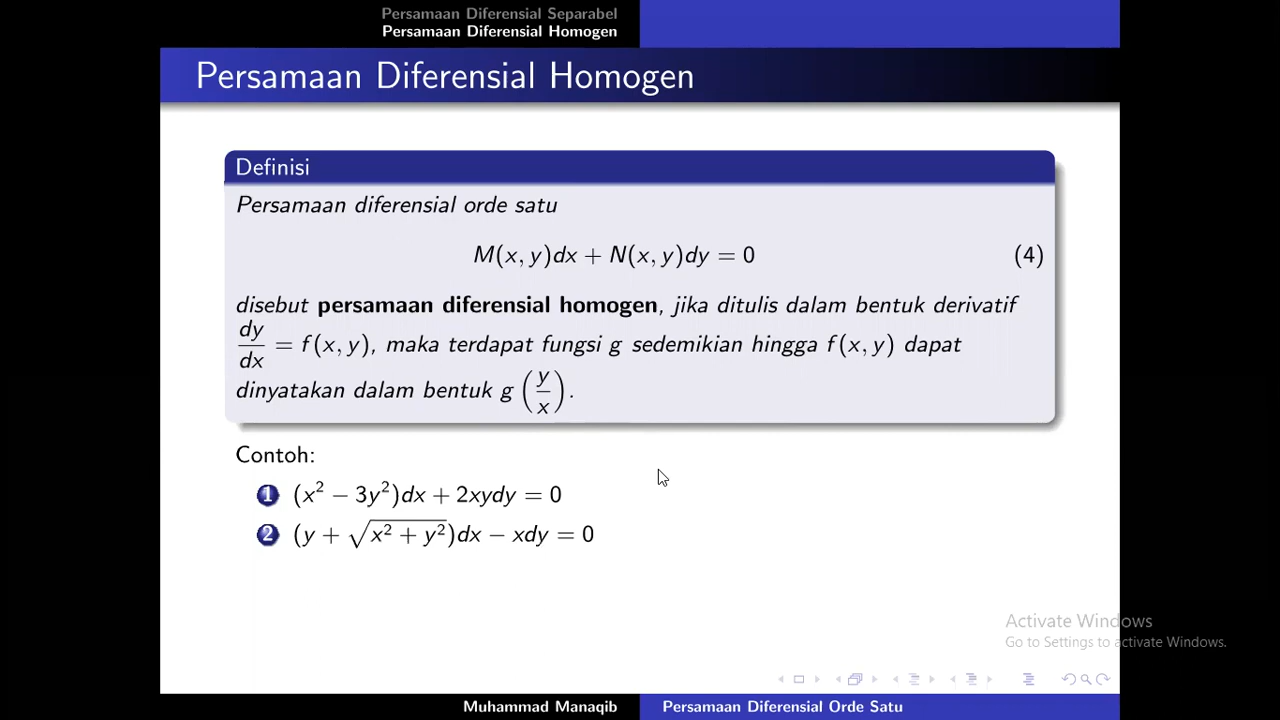 Persamaan Diferensial Separabel
Persamaan Diferensial Homogen
Persamaan Diferensial Homogen
Definisi
Persamaan diferensial orde satu
M(x, y)dx + N(x, y)dy = 0 (4)
disebut persamaan diferensial homogen, jika ditulis dalam bentuk derivatif
dy/dx = f(x, y), maka terdapat fungsi g sedemikian hingga f(x, y) dapat
dinyatakan dalam bentuk g (y/x).
Contoh:
1 (x² − 3y²)dx + 2xydy = 0
2 (y + √(x² + y²))dx − xdy = 0
Activate Windows
Go to Settings to activate Windows.
Muhammad Manaqib Persamaan Diferensial Orde Satu